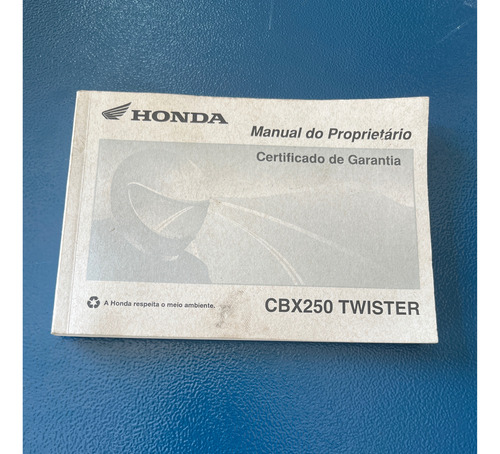 HONDA
Manual do Proprietário
Certificado de Garantia
A Honda respeita o meio ambiente.
CBX250 TWISTER